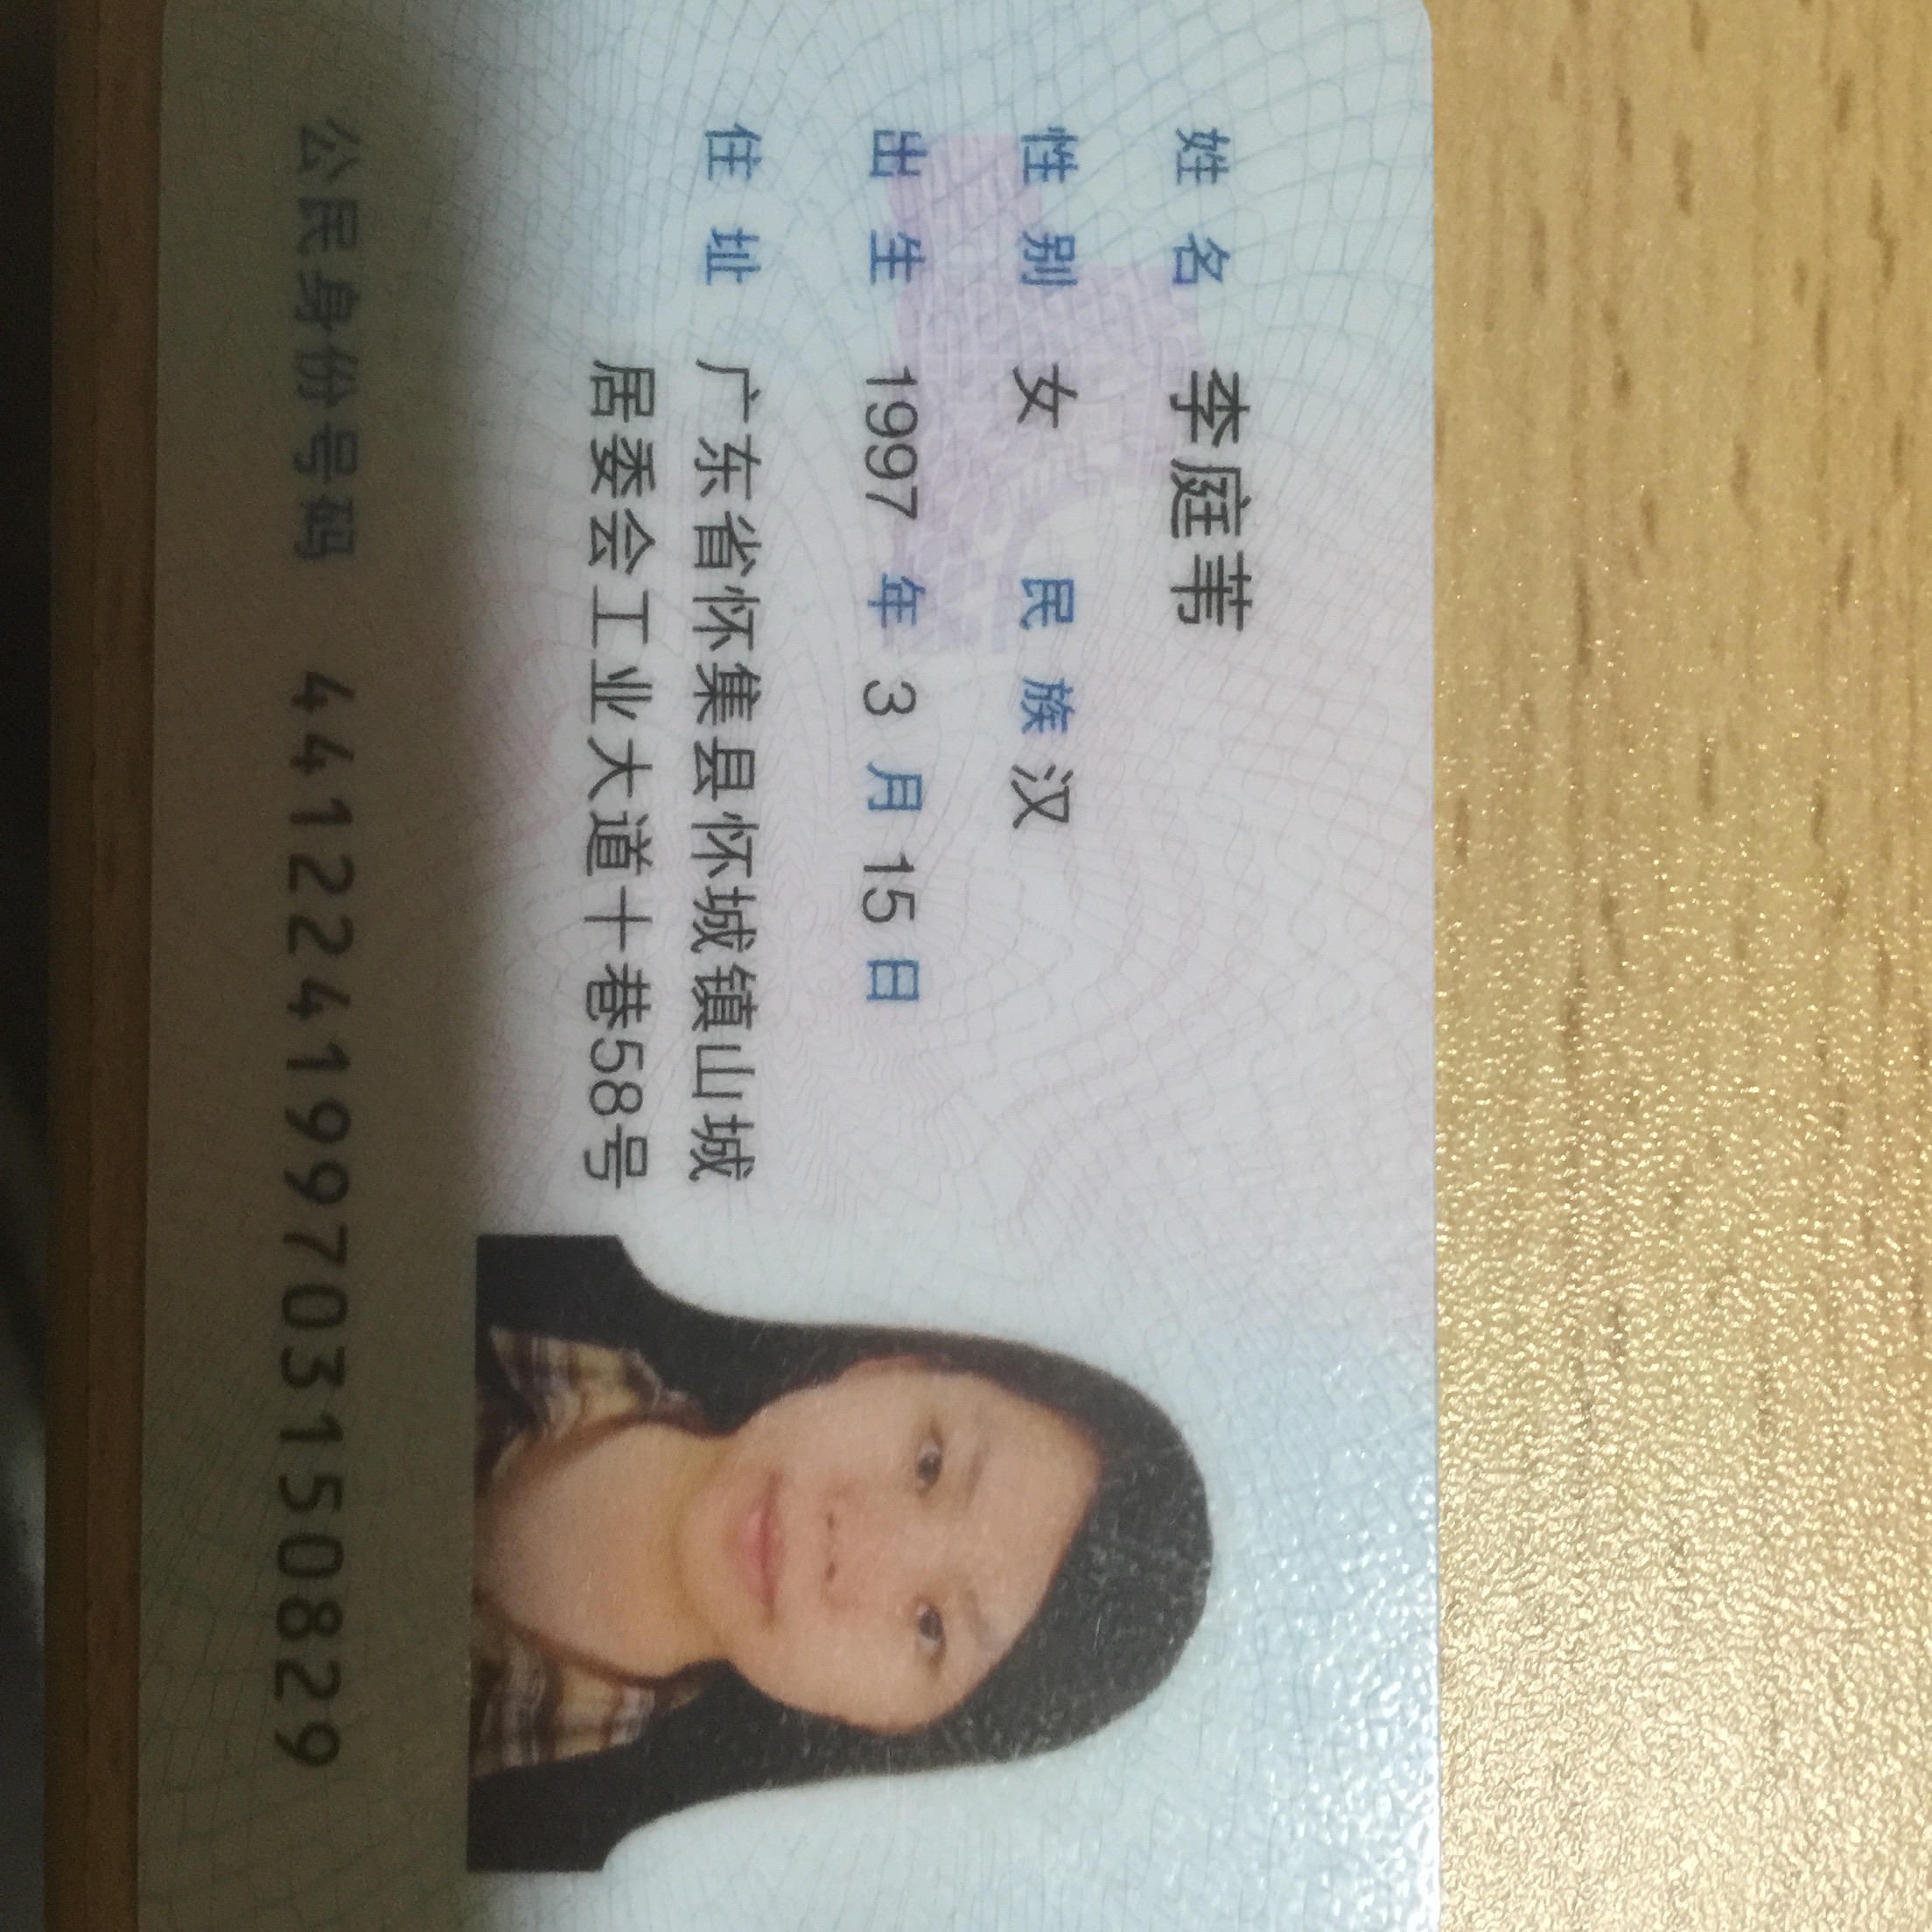 姓名 李庭苇
性别 女 民族 汉
出生 1997 年 3 月 15 日
住址 广东省怀集县怀城镇山城
居委会工业大道十巷58号
公民身份号码 441224199703150829